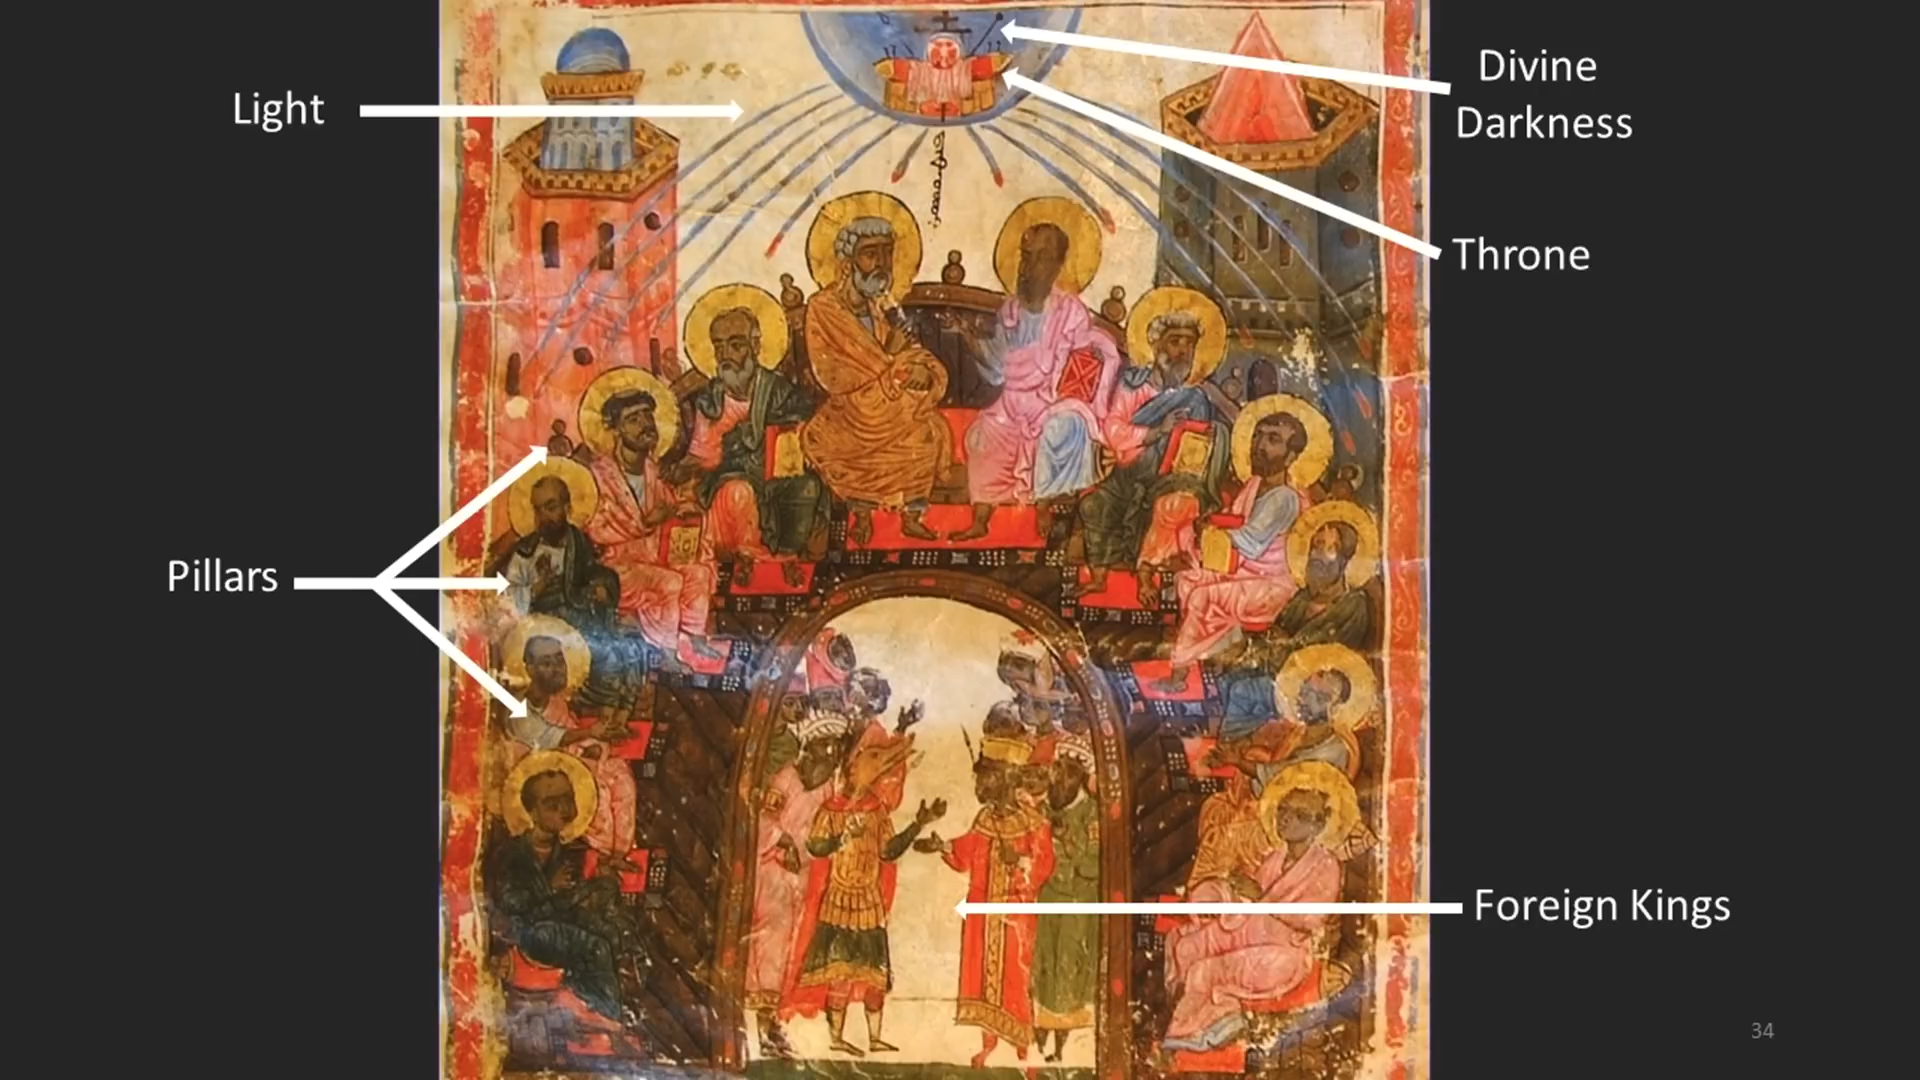 Divine
Darkness
Light
Throne
Pillars
Foreign Kings
34